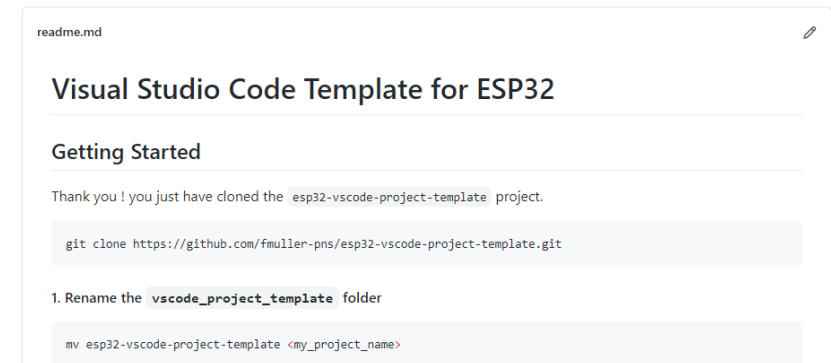 readme.md
Visual Studio Code Template for ESP32
Getting Started
Thank you ! you just have cloned the esp32-vscode-project-template project.
git clone https://github.com/fmuller-pns/esp32-vscode-project-template.git
1. Rename the vscode_project_template folder
mv esp32-vscode-project-template <my_project_name>